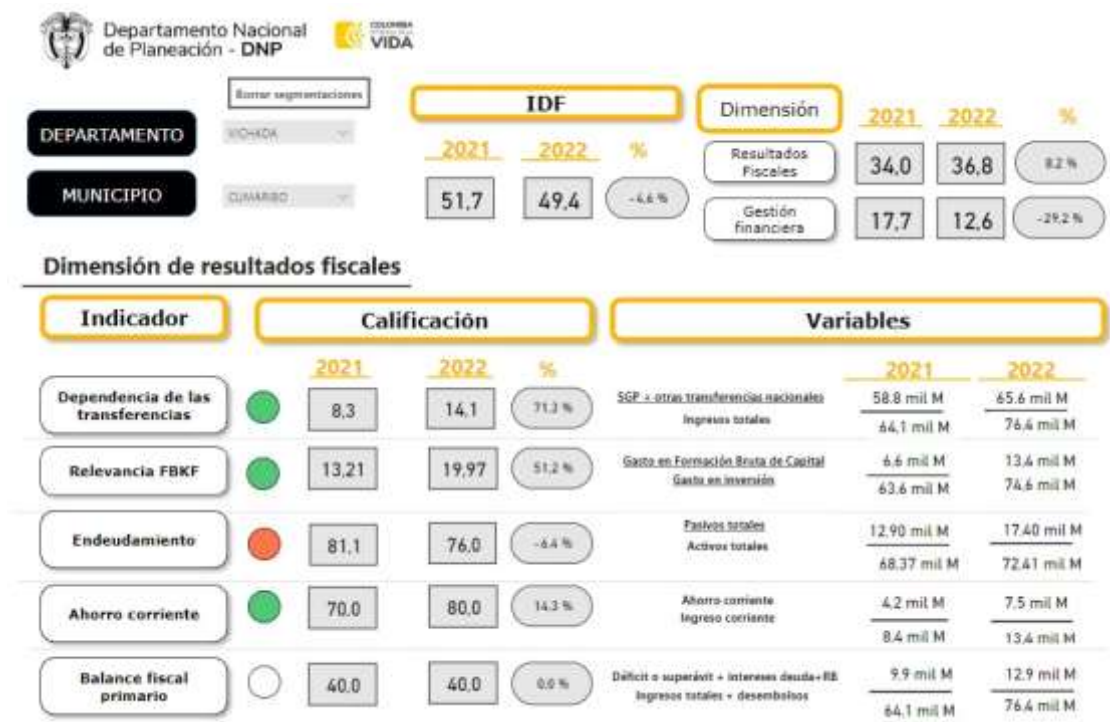 Departamento Nacional
de Planeación - DNP
COLOMBIA
VIDA
Borrar segmentaciones
DEPARTAMENTO
VICHADA
MUNICIPIO
CUMARIBO
IDF
2021 2022 %
51,7 49,4 -4,6 %
Dimensión 2021 2022 %
Resultados
Fiscales
34,0 36,8 8,2 %
Gestión
financiera
17,7 12,6 -29,2 %
Dimensión de resultados fiscales
Indicador Calificación Variables
2021 2022 % 2021 2022
Dependencia de las
transferencias
8,3 14,1 71,3 %
SGP + otras transferencias nacionales 58.8 mil M 65.6 mil M
Ingresos totales 64,1 mil M 76,4 mil M
Relevancia FBKF 13,21 19,97 51,2 %
Gasto en Formación Bruta de Capital 6,6 mil M 13,4 mil M
Gasto en inversión 63,6 mil M 74,6 mil M
Endeudamiento 81,1 76,0 -6.4 %
Pasivos totales 12,90 mil M 17.40 mil M
Activos totales 68.37 mil M 72.41 mil M
Ahorro corriente 70.0 80.0 14.3 %
Ahorro corriente 4.2 mil M 7.5 mil M
Ingreso corriente 8.4 mil M 13,4 mil M
Balance fiscal
primario
40.0 40.0 0.0 %
Déficit o superávit + intereses deuda+RB 9.9 mil M 12.9 mil M
Ingresos totales + desembolsos 64.1 mil M 76.4 mil M